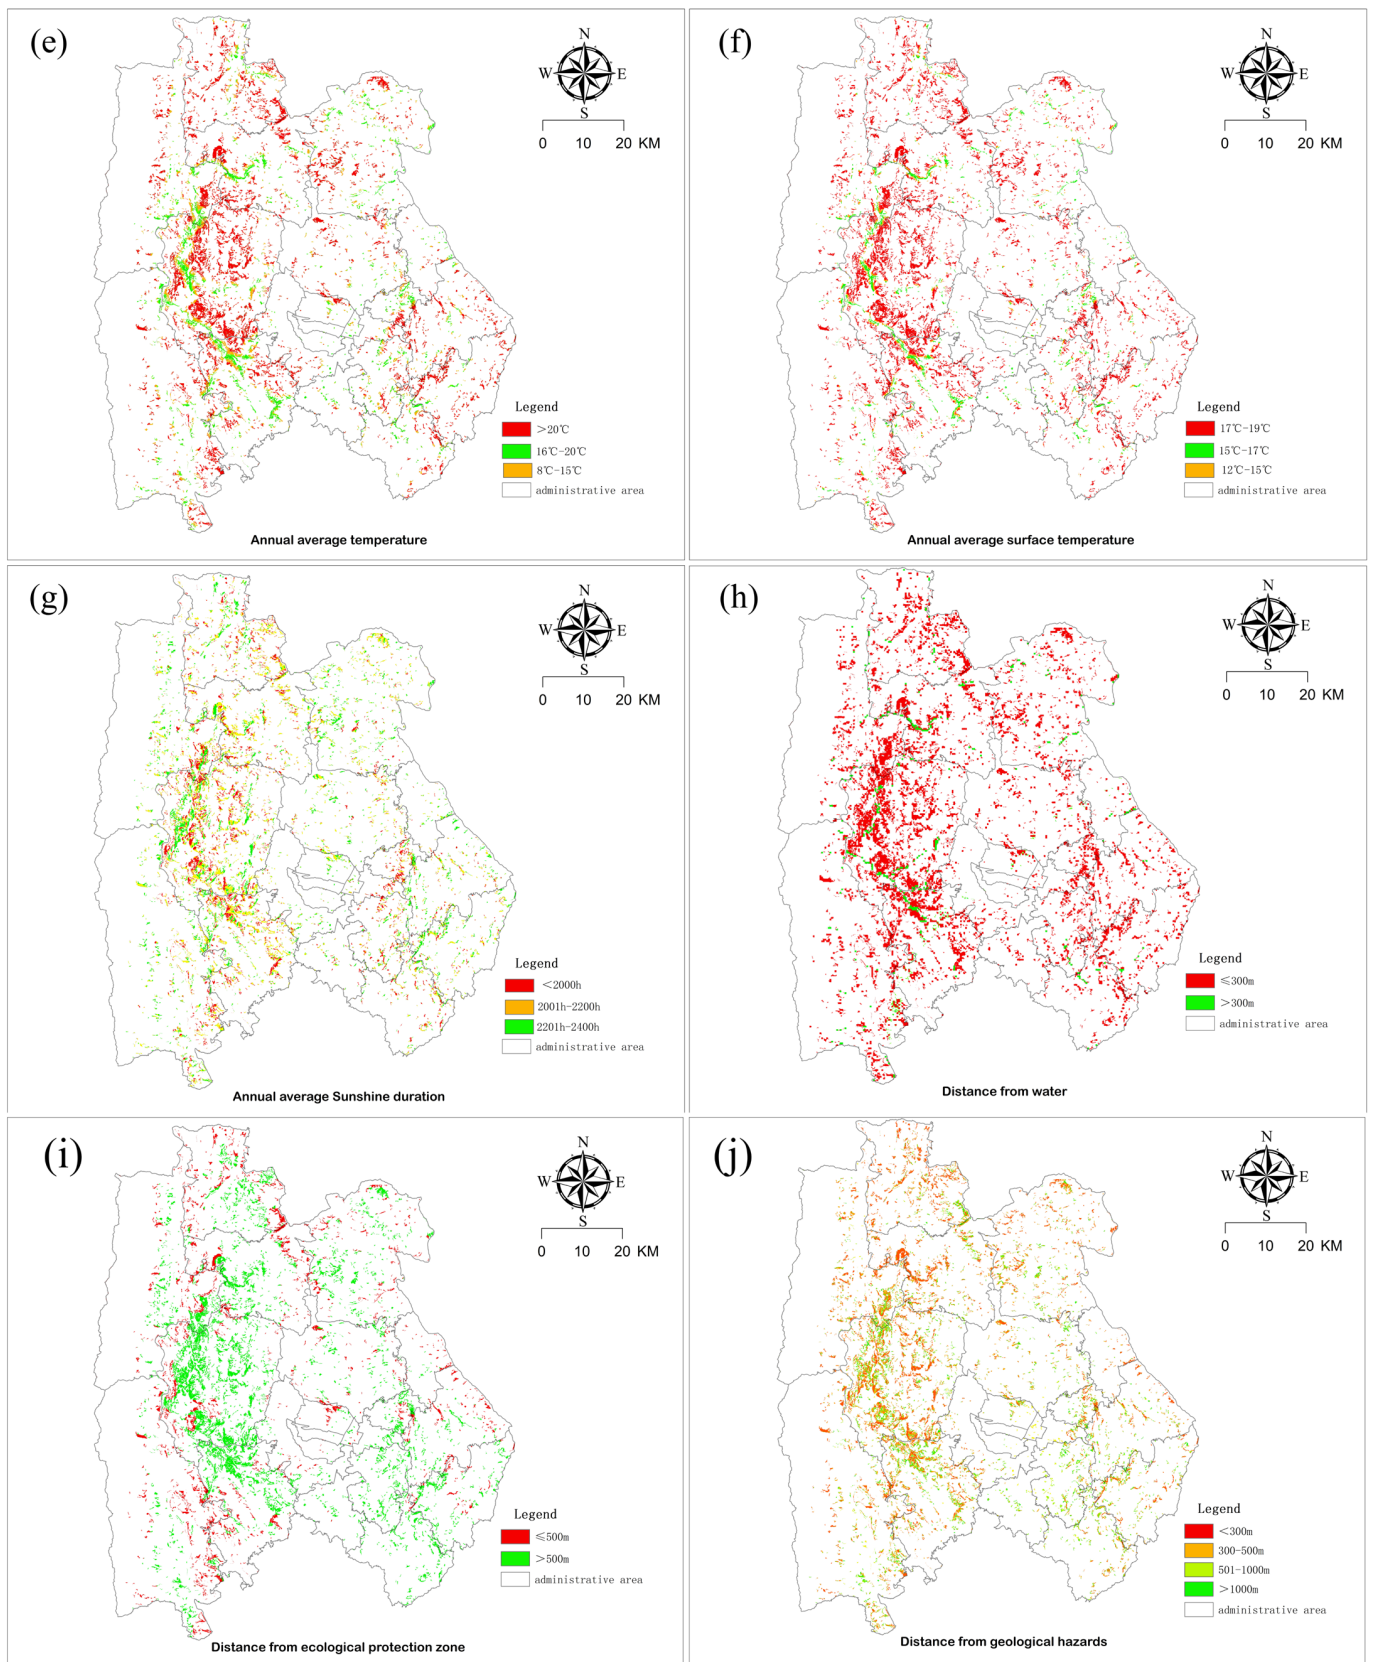 (e)
N
W E
S
0 10 20 KM
Legend
>20℃
16℃-20℃
8℃-15℃
administrative area
Annual average temperature
(f)
N
W E
S
0 10 20 KM
Legend
17℃-19℃
15℃-17℃
12℃-15℃
administrative area
Annual average surface temperature
(g)
N
W E
S
0 10 20 KM
Legend
<2000h
2001h-2200h
2201h-2400h
administrative area
Annual average Sunshine duration
(h)
N
W E
S
0 10 20 KM
Legend
≤300m
>300m
administrative area
Distance from water
(i)
N
W E
S
0 10 20 KM
Legend
≤500m
>500m
administrative area
Distance from ecological protection zone
(j)
N
W E
S
0 10 20 KM
Legend
<300m
300-500m
501-1000m
>1000m
administrative area
Distance from geological hazards